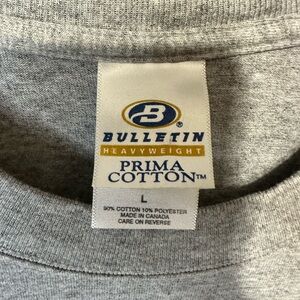 B ®
BULLETIN
HEAVYWEIGHT
PRIMA
COTTON™
L
90% COTTON 10% POLYESTER
MADE IN CANADA
CARE ON REVERSE